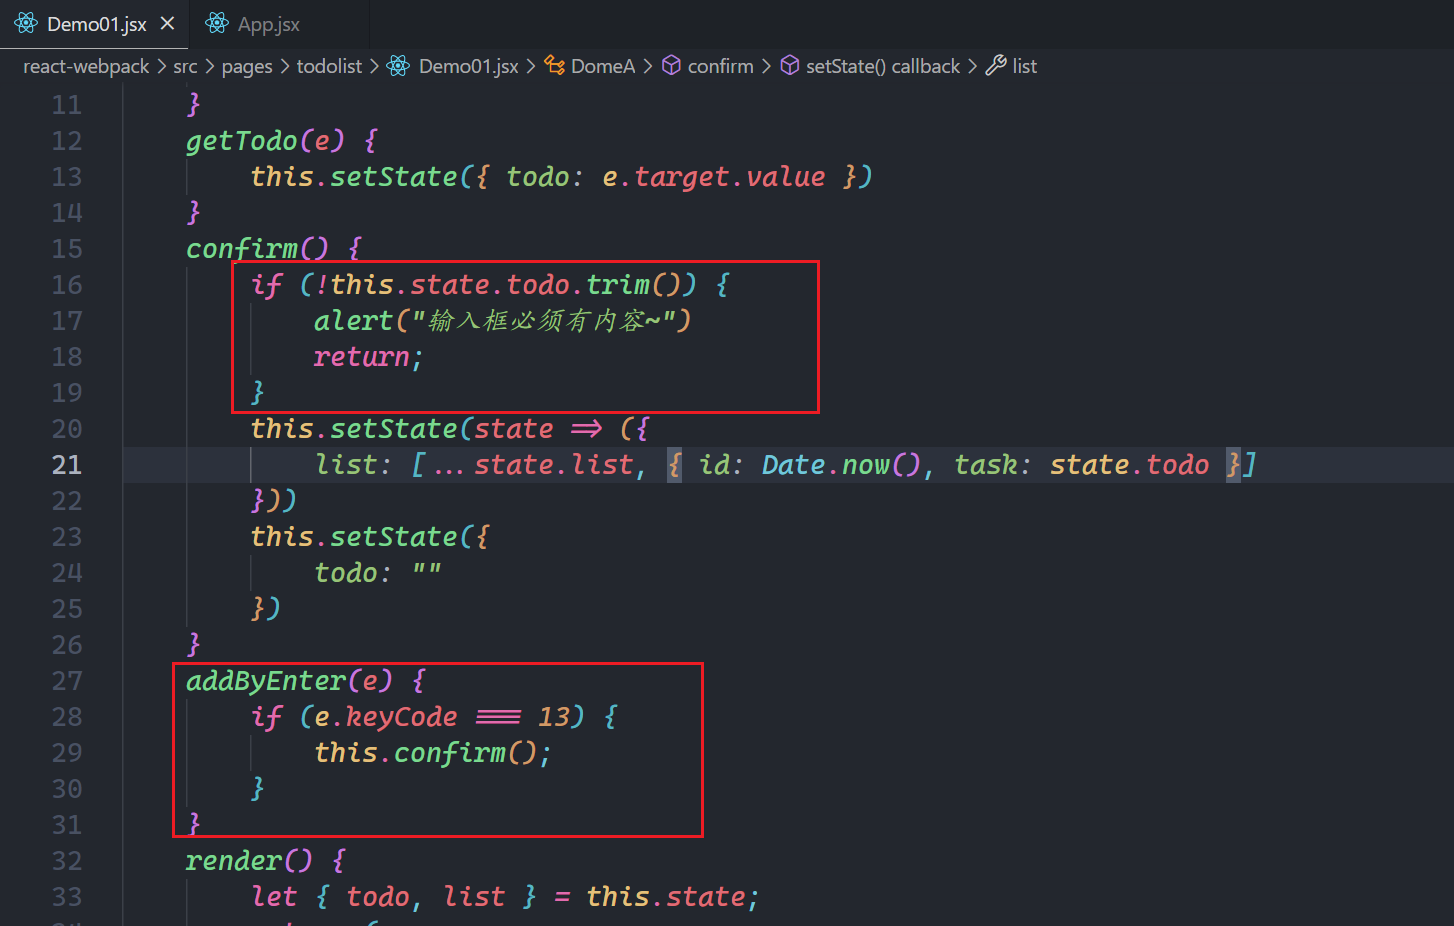 Demo01.jsx
App.jsx
react-webpack > src > pages > todolist > Demo01.jsx > DomeA > confirm > setState() callback > list
11 }
12 getTodo(e) {
13 this.setState({ todo: e.target.value })
14 }
15 confirm() {
16 if (!this.state.todo.trim()) {
17 alert("输入框必须有内容~")
18 return;
19 }
20 this.setState(state => ({
21 list: [...state.list, { id: Date.now(), task: state.todo }]
22 }))
23 this.setState({
24 todo: ""
25 })
26 }
27 addByEnter(e) {
28 if (e.keyCode === 13) {
29 this.confirm();
30 }
31 }
32 render() {
33 let { todo, list } = this.state;